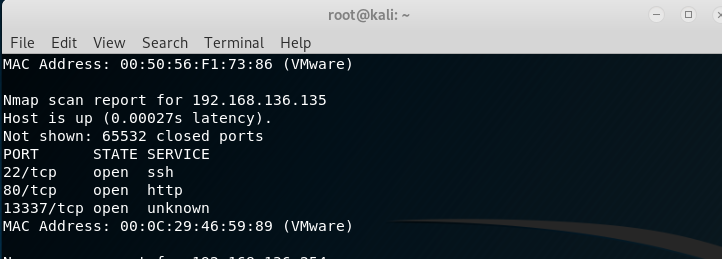 root@kali: ~
File Edit View Search Terminal Help
MAC Address: 00:50:56:F1:73:86 (VMware)
Nmap scan report for 192.168.136.135
Host is up (0.00027s latency).
Not shown: 65532 closed ports
PORT      STATE SERVICE
22/tcp    open  ssh
80/tcp    open  http
13337/tcp open  unknown
MAC Address: 00:0C:29:46:59:89 (VMware)